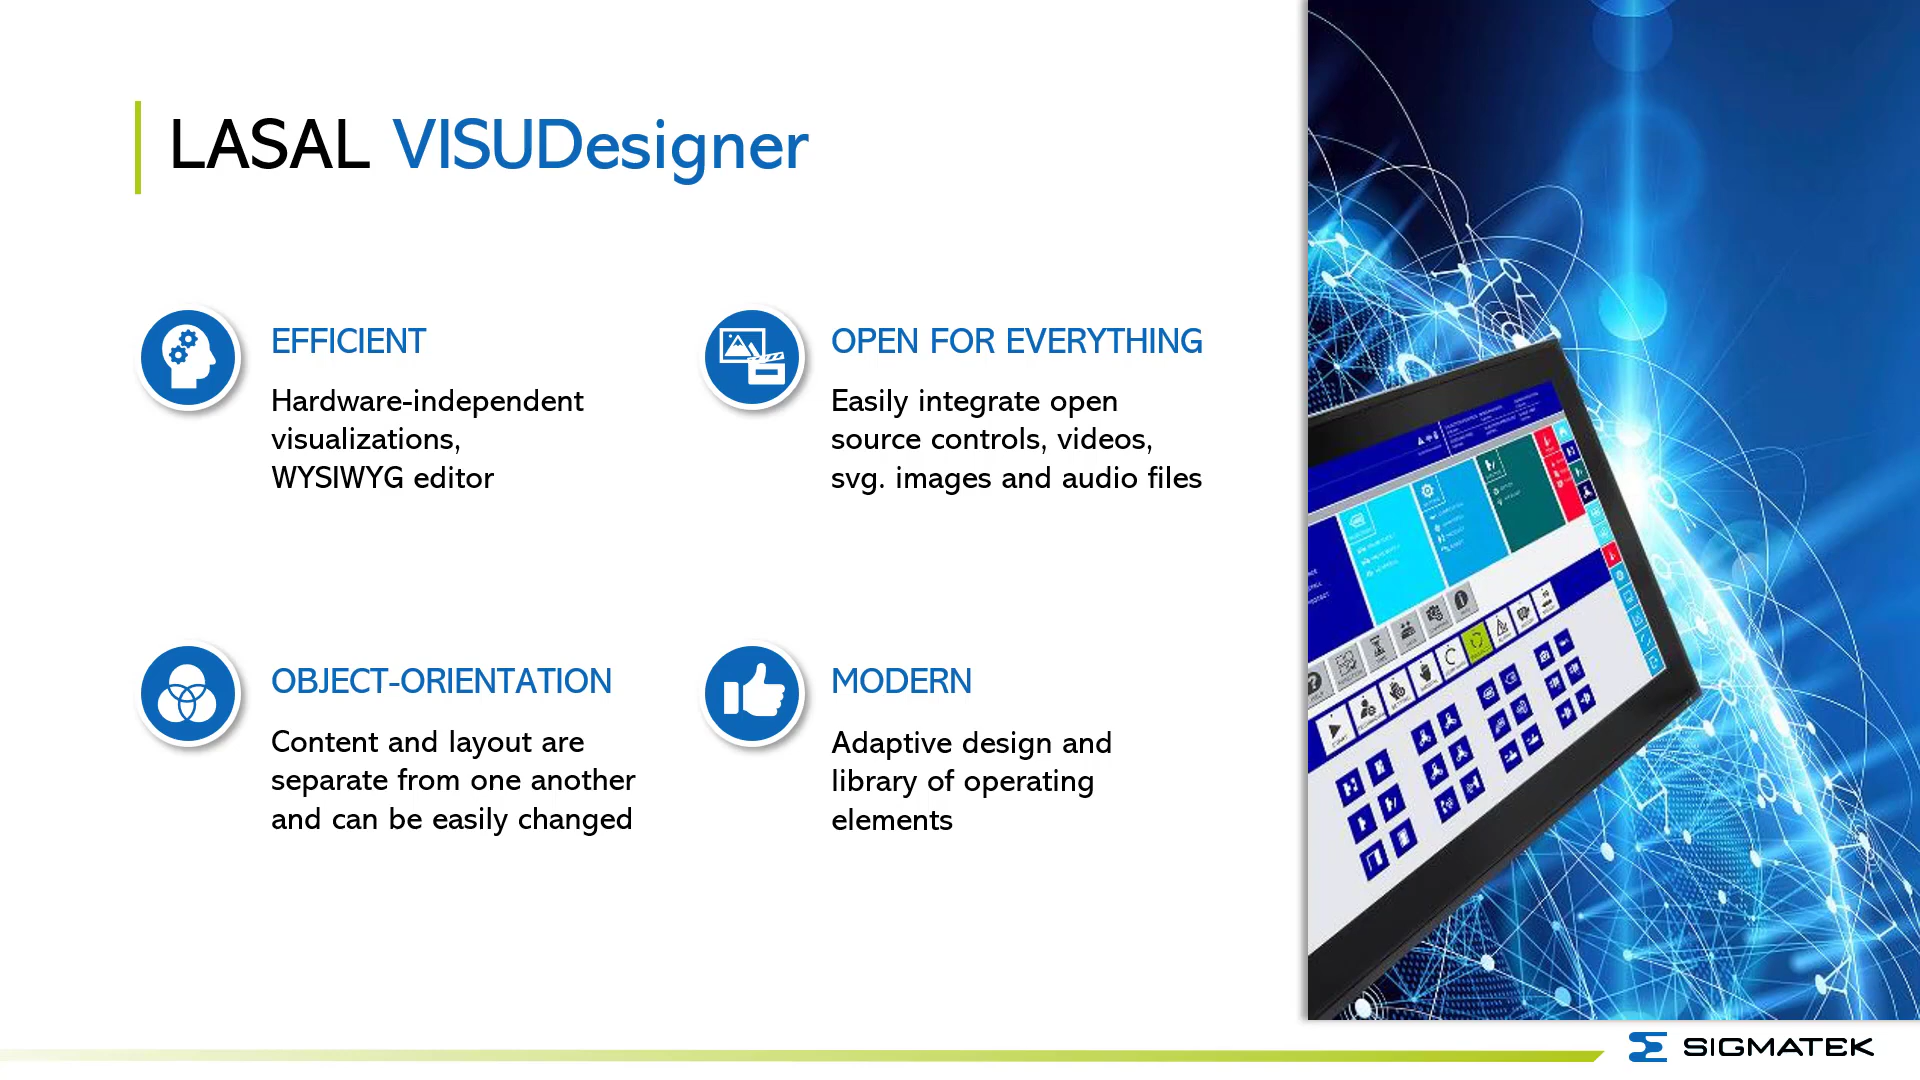 LASAL VISUDesigner
EFFICIENT
Hardware-independent
visualizations,
WYSIWYG editor
OPEN FOR EVERYTHING
Easily integrate open
source controls, videos,
svg. images and audio files
OBJECT-ORIENTATION
Content and layout are
separate from one another
and can be easily changed
MODERN
Adaptive design and
library of operating
elements
SIGMATEK